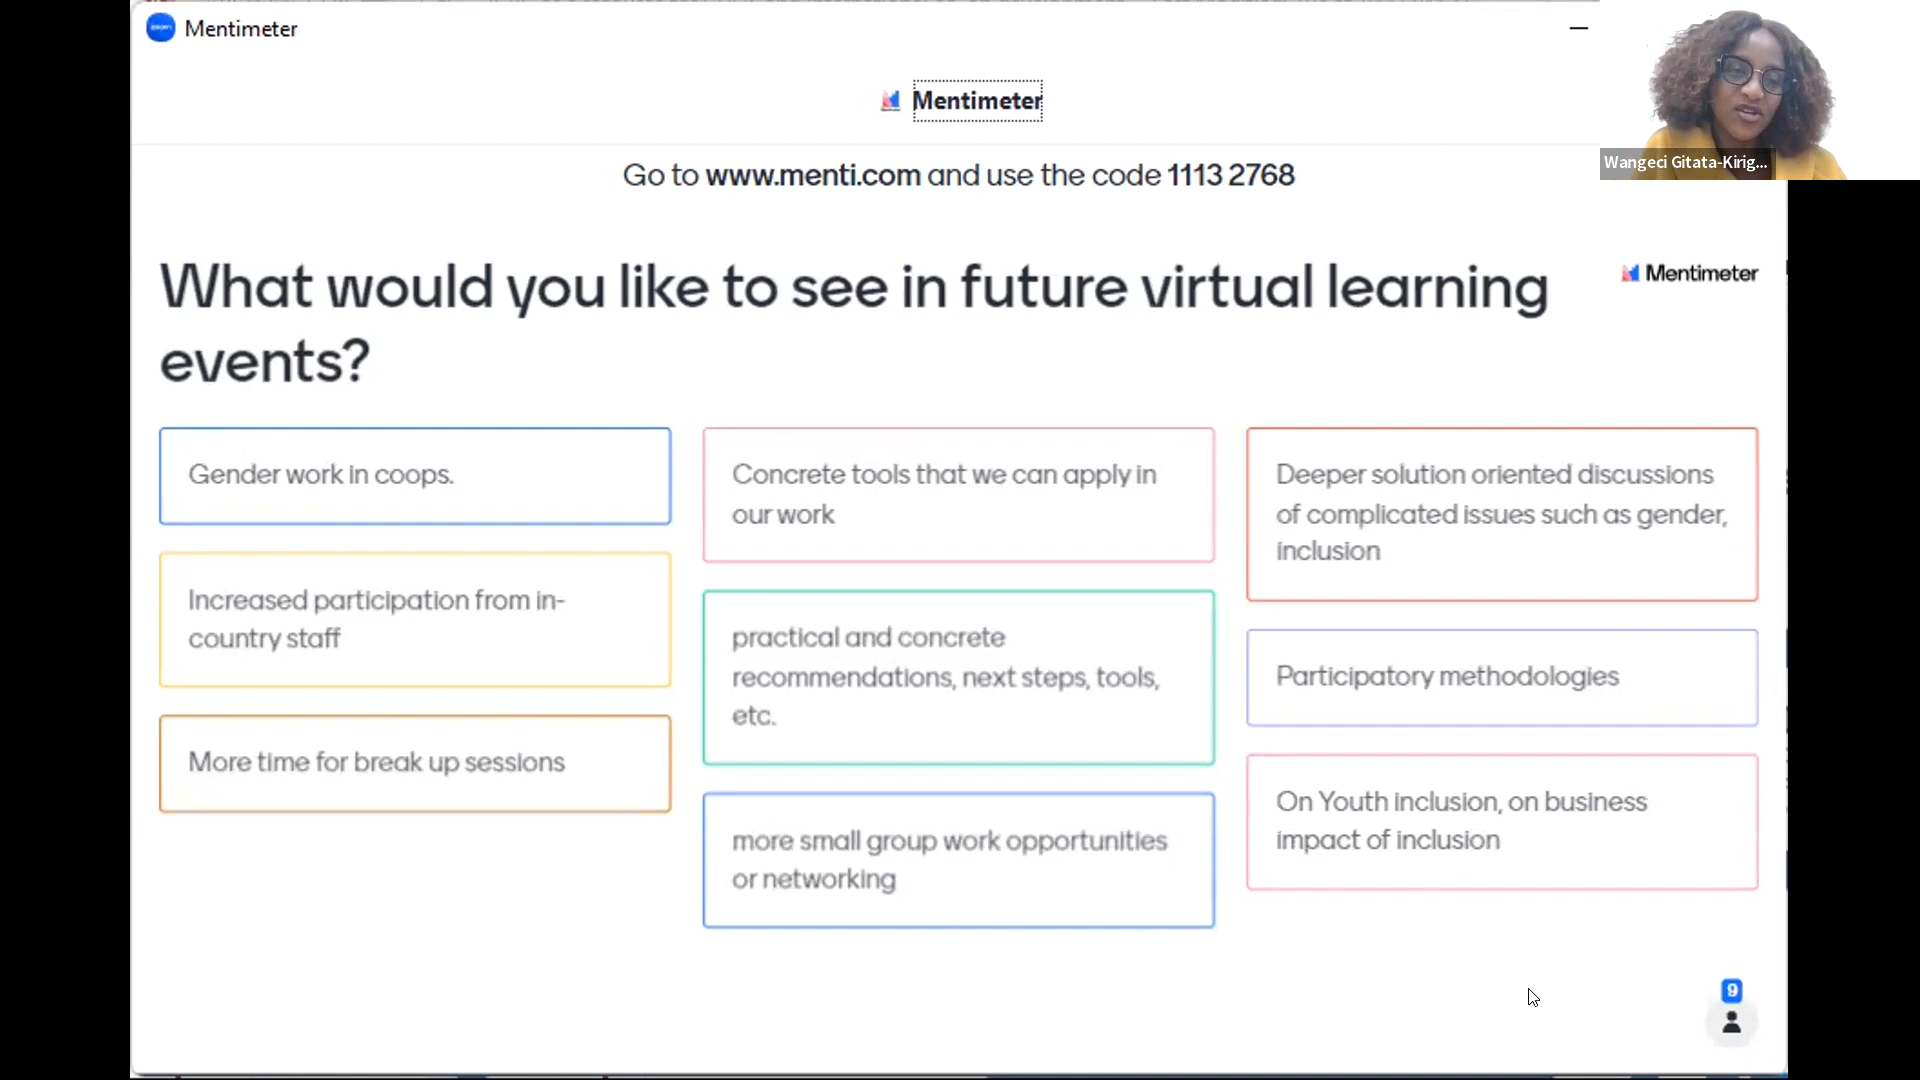 Mentimeter
Mentimeter
Go to www.menti.com and use the code 1113 2768
Wangeci Gitata-Kirig...
What would you like to see in future virtual learning
events?
Mentimeter
Gender work in coops.
Increased participation from in-
country staff
More time for break up sessions
Concrete tools that we can apply in
our work
practical and concrete
recommendations, next steps, tools,
etc.
more small group work opportunities
or networking
Deeper solution oriented discussions
of complicated issues such as gender,
inclusion
Participatory methodologies
On Youth inclusion, on business
impact of inclusion
9